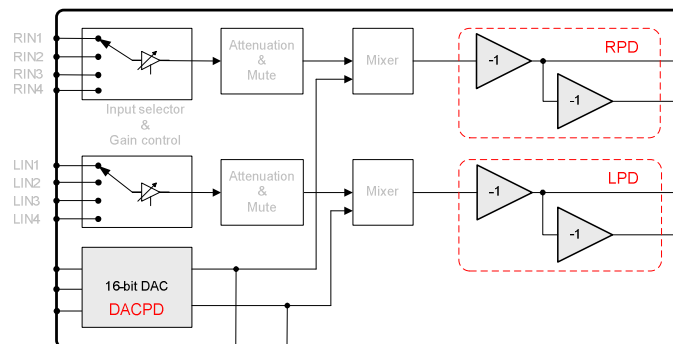 RIN1
RIN2
RIN3
RIN4
Input selector
&
Gain control
Attenuation
& 
Mute
Mixer
-1
-1
RPD
LIN1
LIN2
LIN3
LIN4
Attenuation
&
Mute
Mixer
-1
-1
LPD
16-bit DAC
DACPD